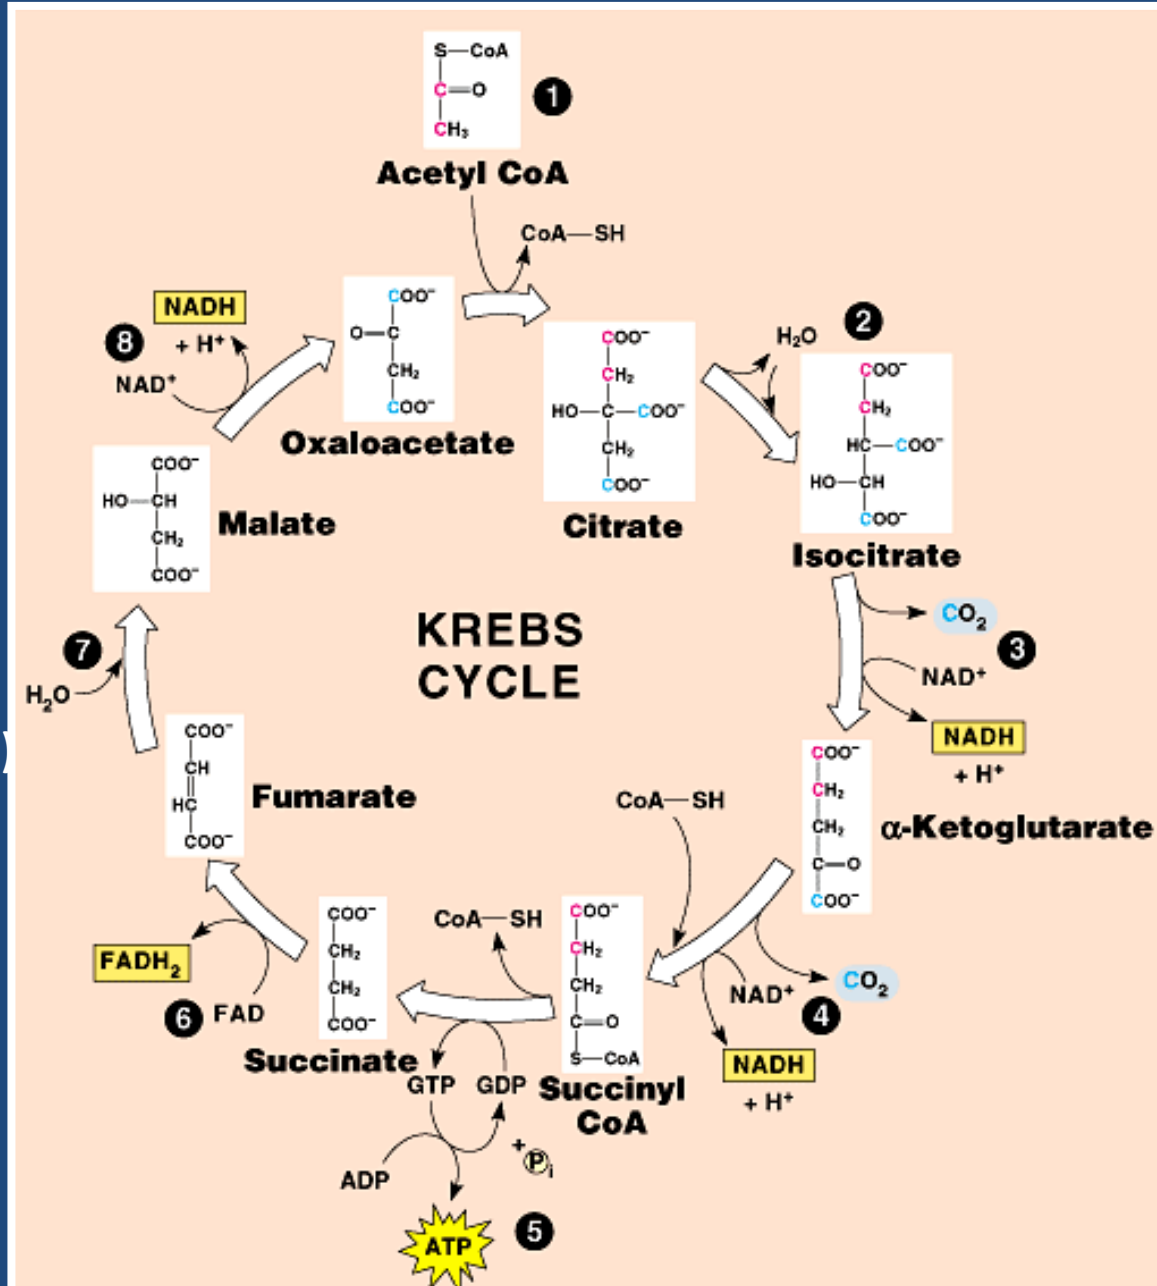 S—CoA
C=O
CH₃
1
Acetyl CoA
CoA—SH
NADH
+ H⁺
8
NAD⁺
COO⁻
O—C
CH₂
COO⁻
Oxaloacetate
COO⁻
CH₂
HO—C—COO⁻
CH₂
COO⁻
Citrate
H₂O
2
COO⁻
CH₂
HC—COO⁻
HO—CH
COO⁻
Isocitrate
COO⁻
HO—CH
CH₂
COO⁻
Malate
KREBS
CYCLE
CO₂
3
NAD⁺
NADH
+ H⁺
7
H₂O
)
COO⁻
CH
HC
COO⁻
Fumarate
COO⁻
CH₂
CH₂
C—O
COO⁻
α-Ketoglutarate
CoA—SH
CoA—SH
COO⁻
CH₂
CH₂
C=O
S—CoA
Succinyl
CoA
NAD⁺
4
CO₂
NADH
+ H⁺
COO⁻
CH₂
CH₂
COO⁻
Succinate
FADH₂
6
FAD
GTP
GDP
+ Pi
ADP
ATP
5